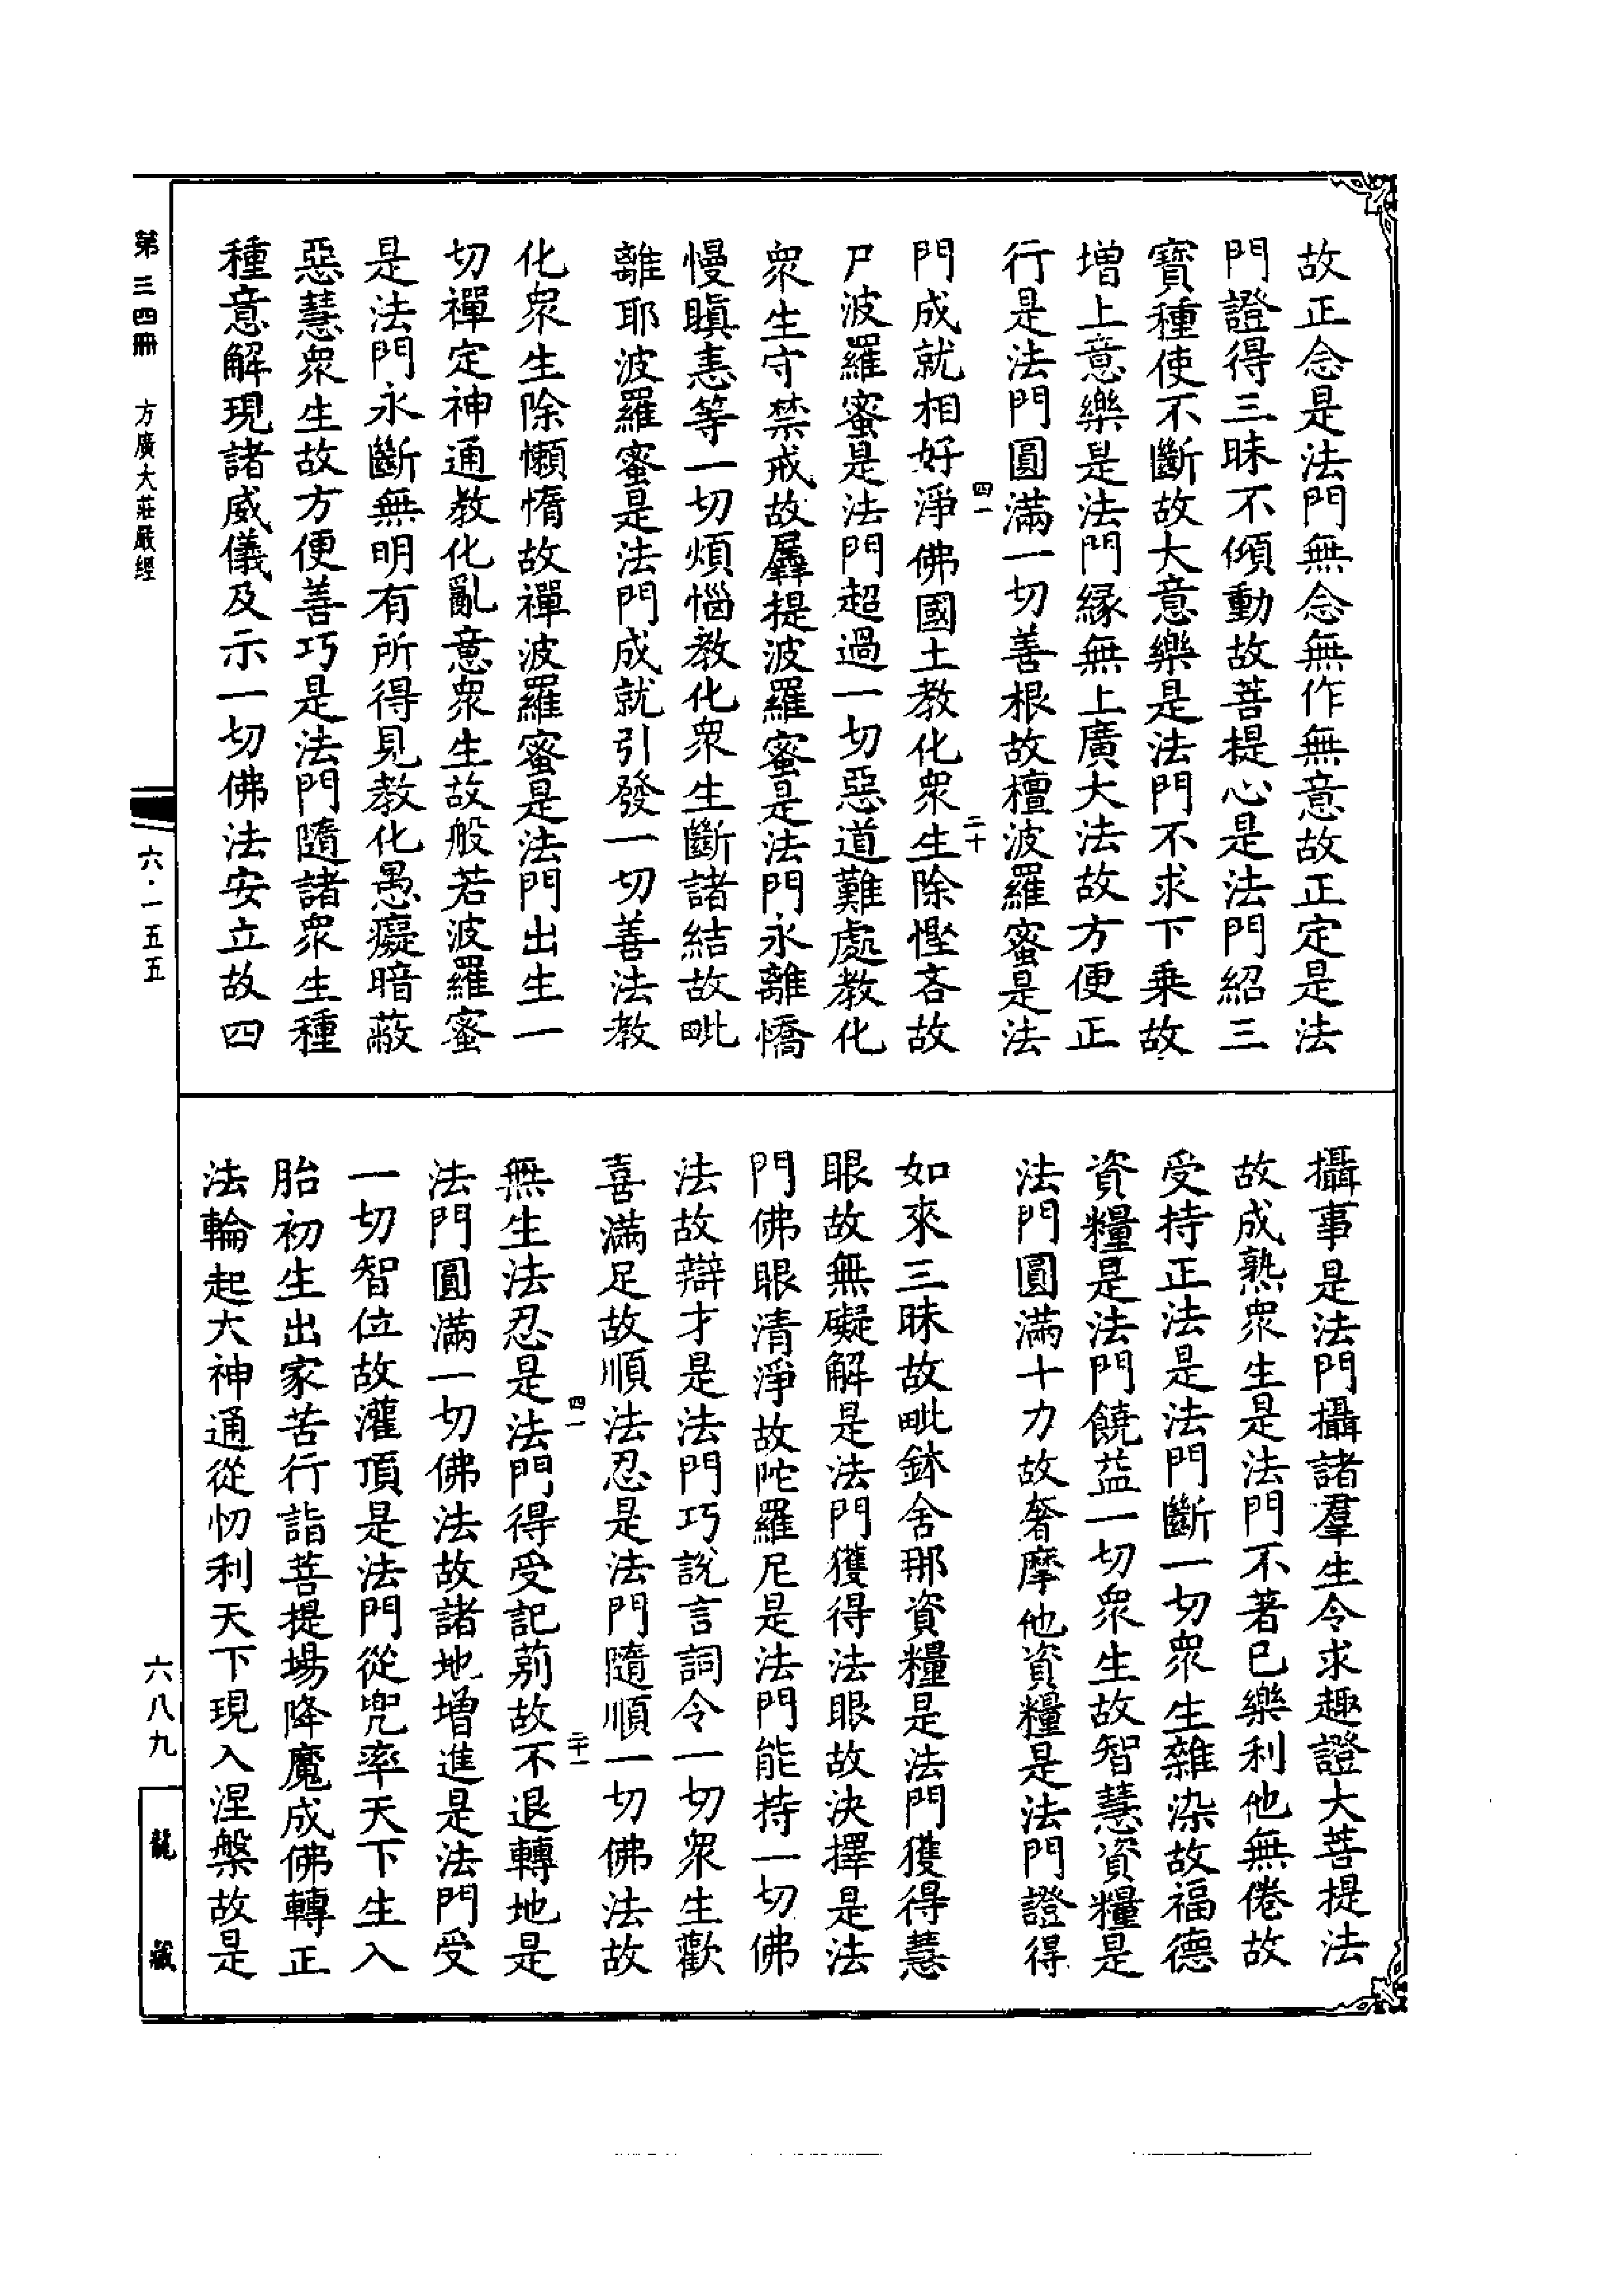 故正念是法門無念無作無意故正定是法
門證得三昧不傾動故菩提心是法門紹三
寶種使不斷故大意樂是法門不求下乗故
增上意樂是法門緣無上廣大法故方便正
行是法門圓滿一切善根故檀波羅蜜是法
四一
二十
門成就相好淨佛國土教化衆生除慳吝故
尸波羅蜜是法門超過一切惡道難處教化
衆生守禁戒故羼提波羅蜜是法門永離憍
慢瞋恚等一切煩惱教化衆生斷諸結故毗
離耶波羅蜜是法門成就引發一切善法教
化衆生除懶惰故禪波羅蜜是法門出生一
切禪定神通教化亂意衆生故般若波羅蜜
是法門永斷無明有所得見教化愚癡暗蔽
惡慧衆生故方便善巧是法門隨諸衆生種
種意解現諸威儀及示一切佛法安立故四
攝事是法門攝諸羣生令求趣證大菩提法
故成熟衆生是法門不著已樂利他無倦故
受持正法是法門斷一切衆生雜染故福德
資糧是法門饒益一切衆生故智慧資糧是
法門圓滿十力故奢摩他資糧是法門證得
如來三昧故毗鉢舍那資糧是法門獲得慧
眼故無礙解是法門獲得法眼故決擇是法
門佛眼清淨故陀羅尼是法門能持一切佛
法故辯才是法門巧說言詞令一切衆生歡
喜滿足故順法忍是法門隨順一切佛法故
四一
二十一
無生法忍是法門得受記莂故不退轉地是
法門圓滿一切佛法故諸地增進是法門受
一切智位故灌頂是法門從兜率天下生入
胎初生出家苦行詣菩提場降魔成佛轉正
法輪起大神通從忉利天下現入涅槃故是
第三四冊 方廣大莊嚴經
六·一五五
六八九
龍藏